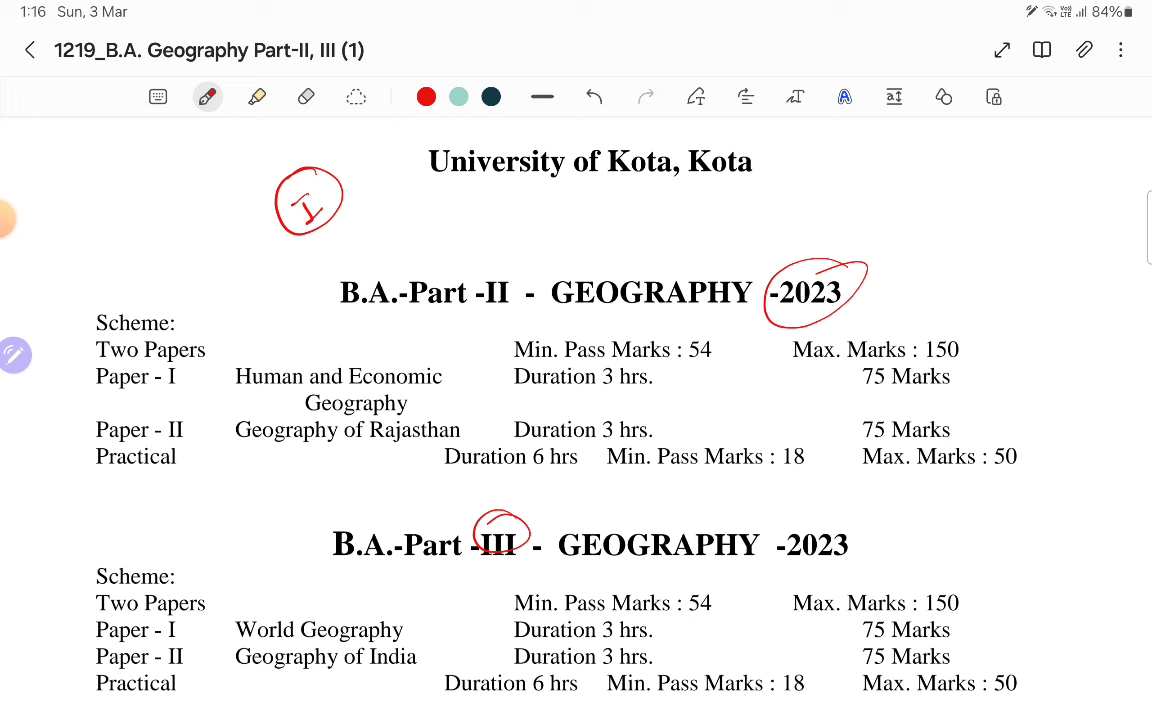 1:16 Sun, 3 Mar 84%
1219_B.A. Geography Part-II, III (1)
University of Kota, Kota
I
B.A.-Part -II - GEOGRAPHY -2023
Scheme:
Two Papers Min. Pass Marks : 54 Max. Marks : 150
Paper - I Human and Economic Duration 3 hrs. 75 Marks
Geography
Paper - II Geography of Rajasthan Duration 3 hrs. 75 Marks
Practical Duration 6 hrs Min. Pass Marks : 18 Max. Marks : 50
B.A.-Part -III - GEOGRAPHY -2023
Scheme:
Two Papers Min. Pass Marks : 54 Max. Marks : 150
Paper - I World Geography Duration 3 hrs. 75 Marks
Paper - II Geography of India Duration 3 hrs. 75 Marks
Practical Duration 6 hrs Min. Pass Marks : 18 Max. Marks : 50